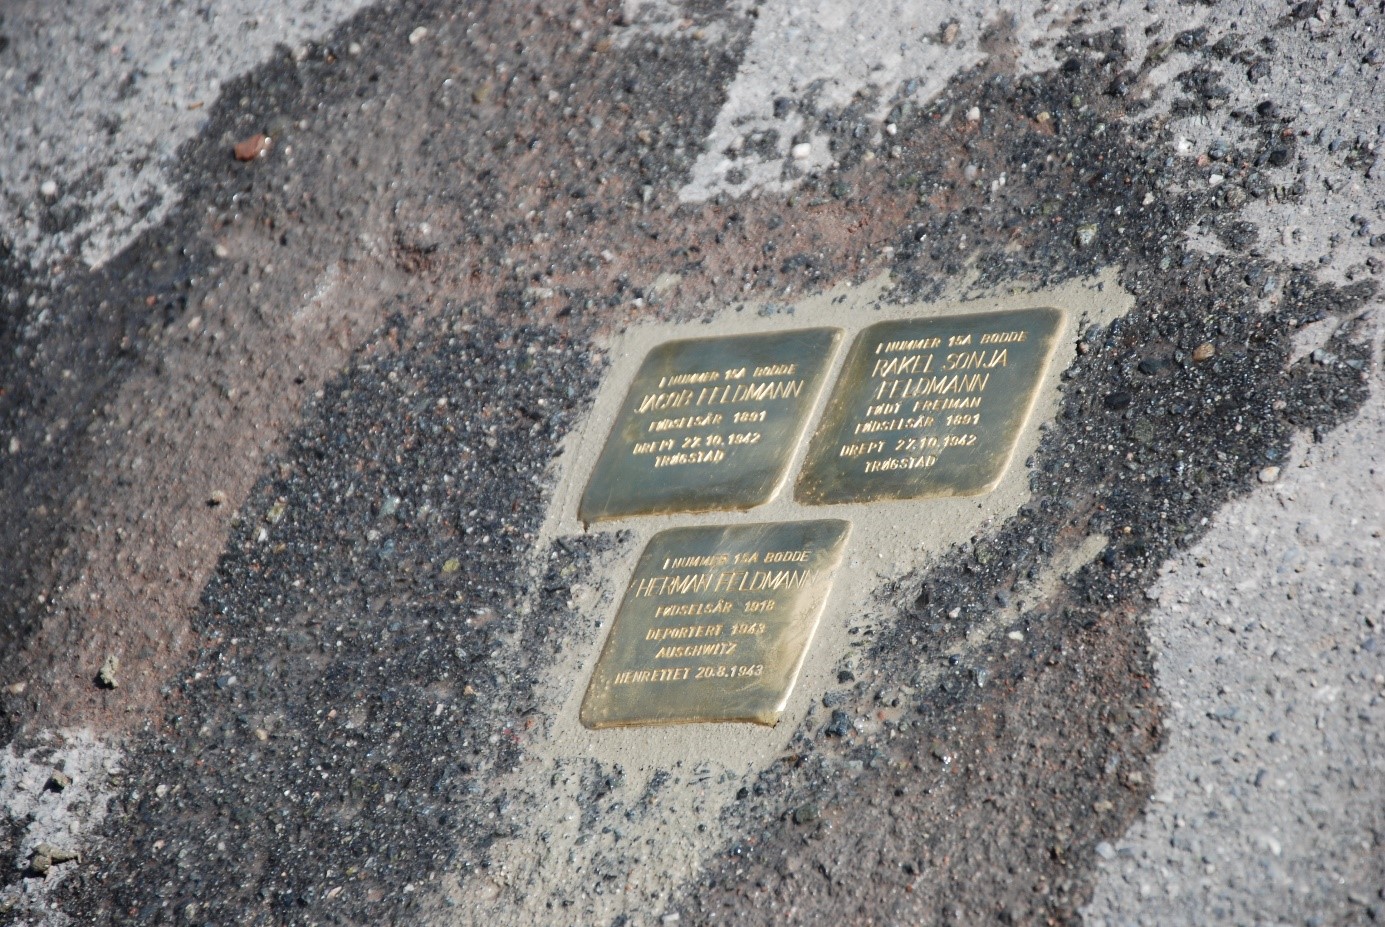 I NUMMER 15A BODDE
JACOB FELDMANN
FØDSELSÅR 1891
DREPT 27.10.1942
TRØGSTAD
I NUMMER 15A BODDE
RAKEL SONJA
FELDMANN
FØDT FREIMAN
FØDSELSÅR 1891
DREPT 27.10.1942
TRØGSTAD
I NUMMER 15A BODDE
HERMAN FELDMANN
FØDSELSÅR 1918
DEPORTERT 1943
AUSCHWITZ
HENRETTET 20.8.1943